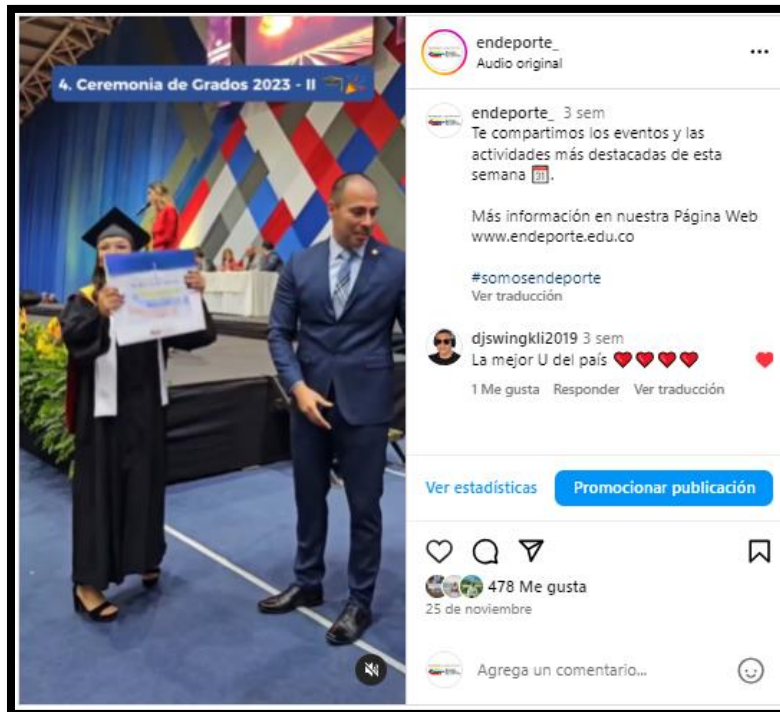 4. Ceremonia de Grados 2023 - II
endeporte_
Audio original
endeporte_ 3 sem
Te compartimos los eventos y las
actividades más destacadas de esta
semana 📅.
Más información en nuestra Página Web
www.endeporte.edu.co
#somosendeporte
Ver traducción
djswingkli2019 3 sem
La mejor U del país ❤️❤️❤️❤️
1 Me gusta Responder Ver traducción
Ver estadísticas Promocionar publicación
478 Me gusta
25 de noviembre
Agrega un comentario...